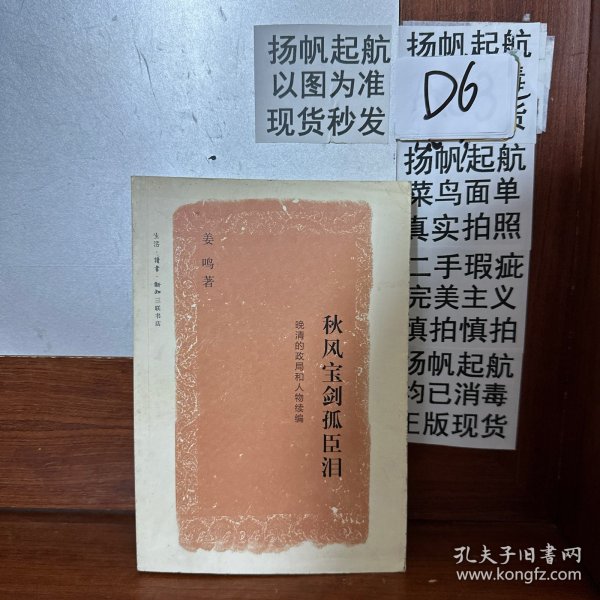 扬帆起航
以图为准
现货秒发
扬帆起航
D6
货
扬帆起航
菜鸟面单
真实拍照
二手瑕疵
完美主义
慎拍慎拍
扬帆起航
均已消毒
正版现货
姜鸣著
秋风宝剑孤臣泪
晚清的政局和人物续编
生活·读书·新知三联书店
孔夫子旧书网
www.kongfz.com